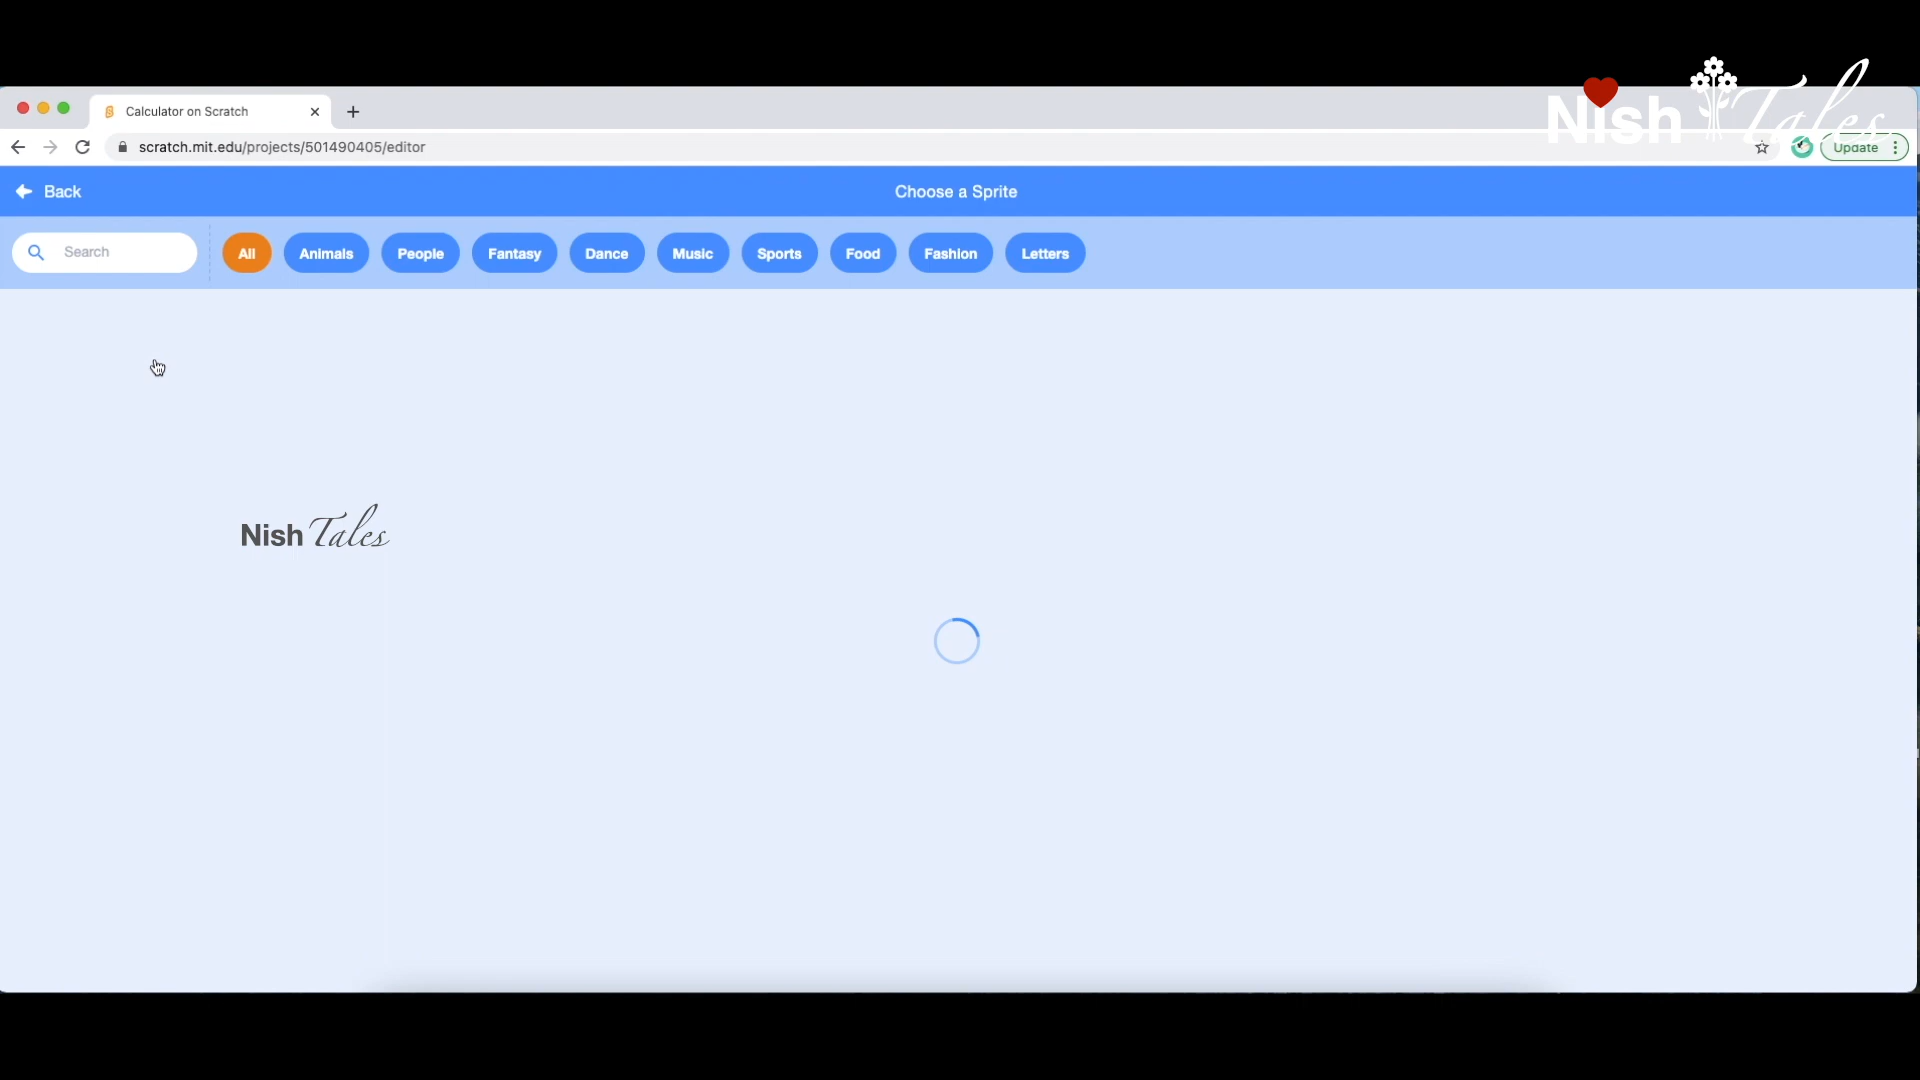 Nish Tales
Calculator on Scratch
scratch.mit.edu/projects/501490405/editor
Update
Back
Choose a Sprite
Search
All
Animals
People
Fantasy
Dance
Music
Sports
Food
Fashion
Letters
Nish Tales